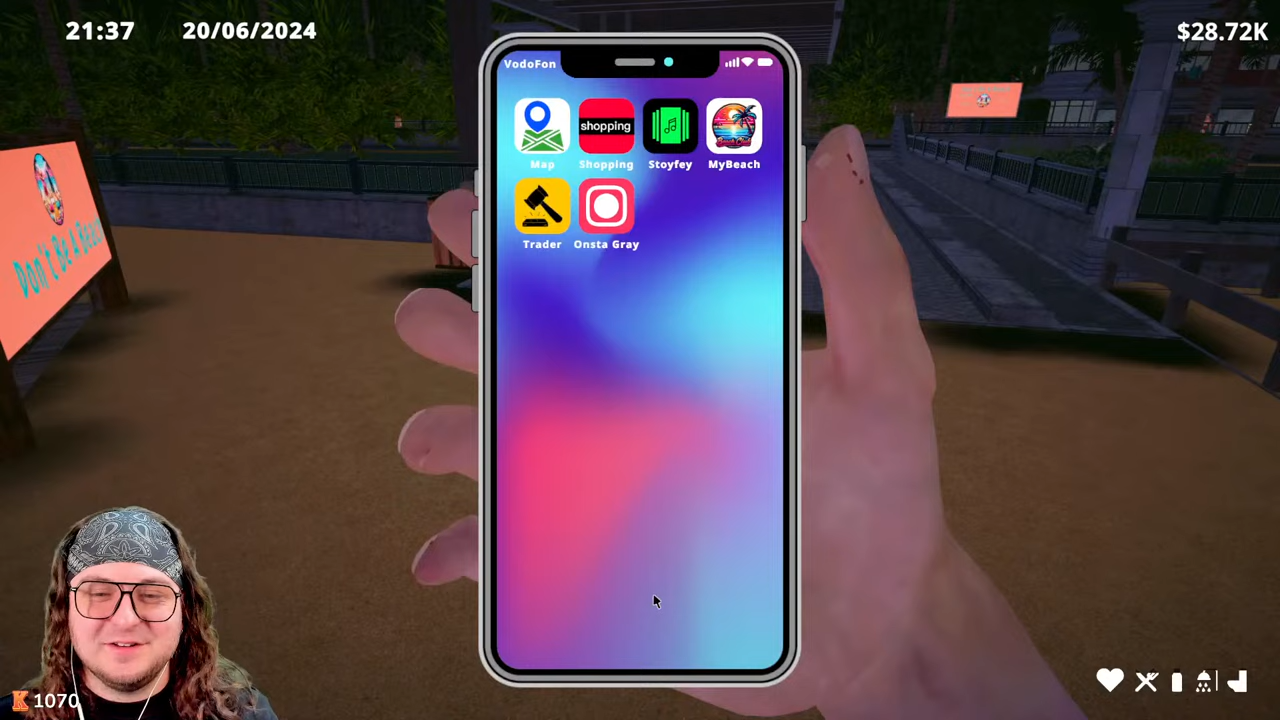 21:37 20/06/2024
$28.72K
VodoFon
shopping
Map Shopping Stoyfey MyBeach
Trader Onsta Gray
Don't Be A Beach
K 1070